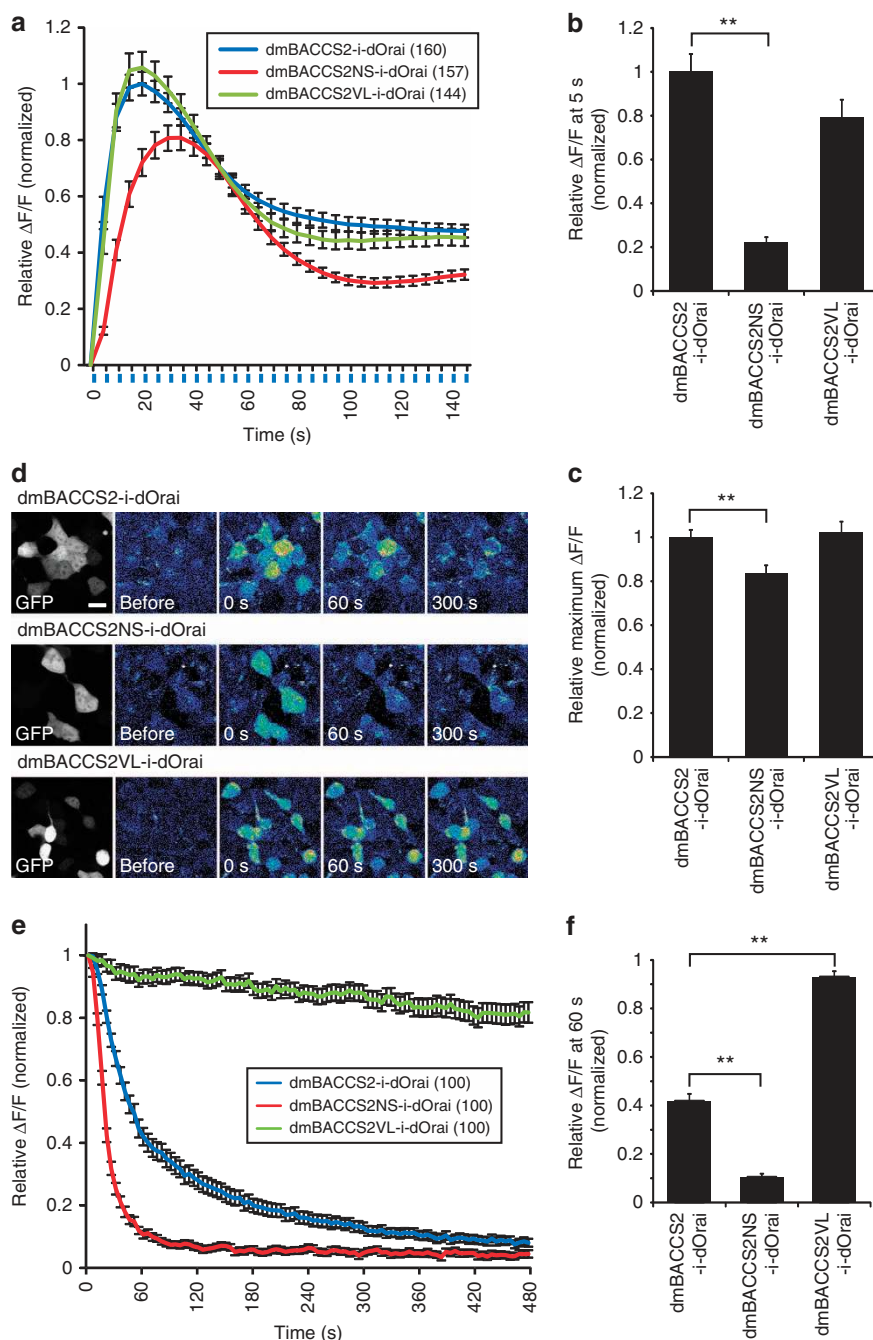 a
1.2
1
0.8
0.6
0.4
0.2
0
Relative ΔF/F (normalized)
dmBACCS2-i-dOrai (160)
dmBACCS2NS-i-dOrai (157)
dmBACCS2VL-i-dOrai (144)
0
20
40
60
80
100
120
140
Time (s)
b
1.2
1
0.8
0.6
0.4
0.2
0
Relative ΔF/F at 5 s
(normalized)
**
dmBACCS2
-i-dOrai
dmBACCS2NS
-i-dOrai
dmBACCS2VL
-i-dOrai
d
dmBACCS2-i-dOrai
GFP
Before
0 s
60 s
300 s
dmBACCS2NS-i-dOrai
GFP
Before
0 s
60 s
300 s
dmBACCS2VL-i-dOrai
GFP
Before
0 s
60 s
300 s
c
1.2
1
0.8
0.6
0.4
0.2
0
Relative maximum ΔF/F
(normalized)
**
dmBACCS2
-i-dOrai
dmBACCS2NS
-i-dOrai
dmBACCS2VL
-i-dOrai
e
1
0.8
0.6
0.4
0.2
0
Relative ΔF/F (normalized)
dmBACCS2-i-dOrai (100)
dmBACCS2NS-i-dOrai (100)
dmBACCS2VL-i-dOrai (100)
0
60
120
180
240
300
360
420
480
Time (s)
f
1
0.8
0.6
0.4
0.2
0
Relative ΔF/F at 60 s
(normalized)
**
**
dmBACCS2
-i-dOrai
dmBACCS2NS
-i-dOrai
dmBACCS2VL
-i-dOrai